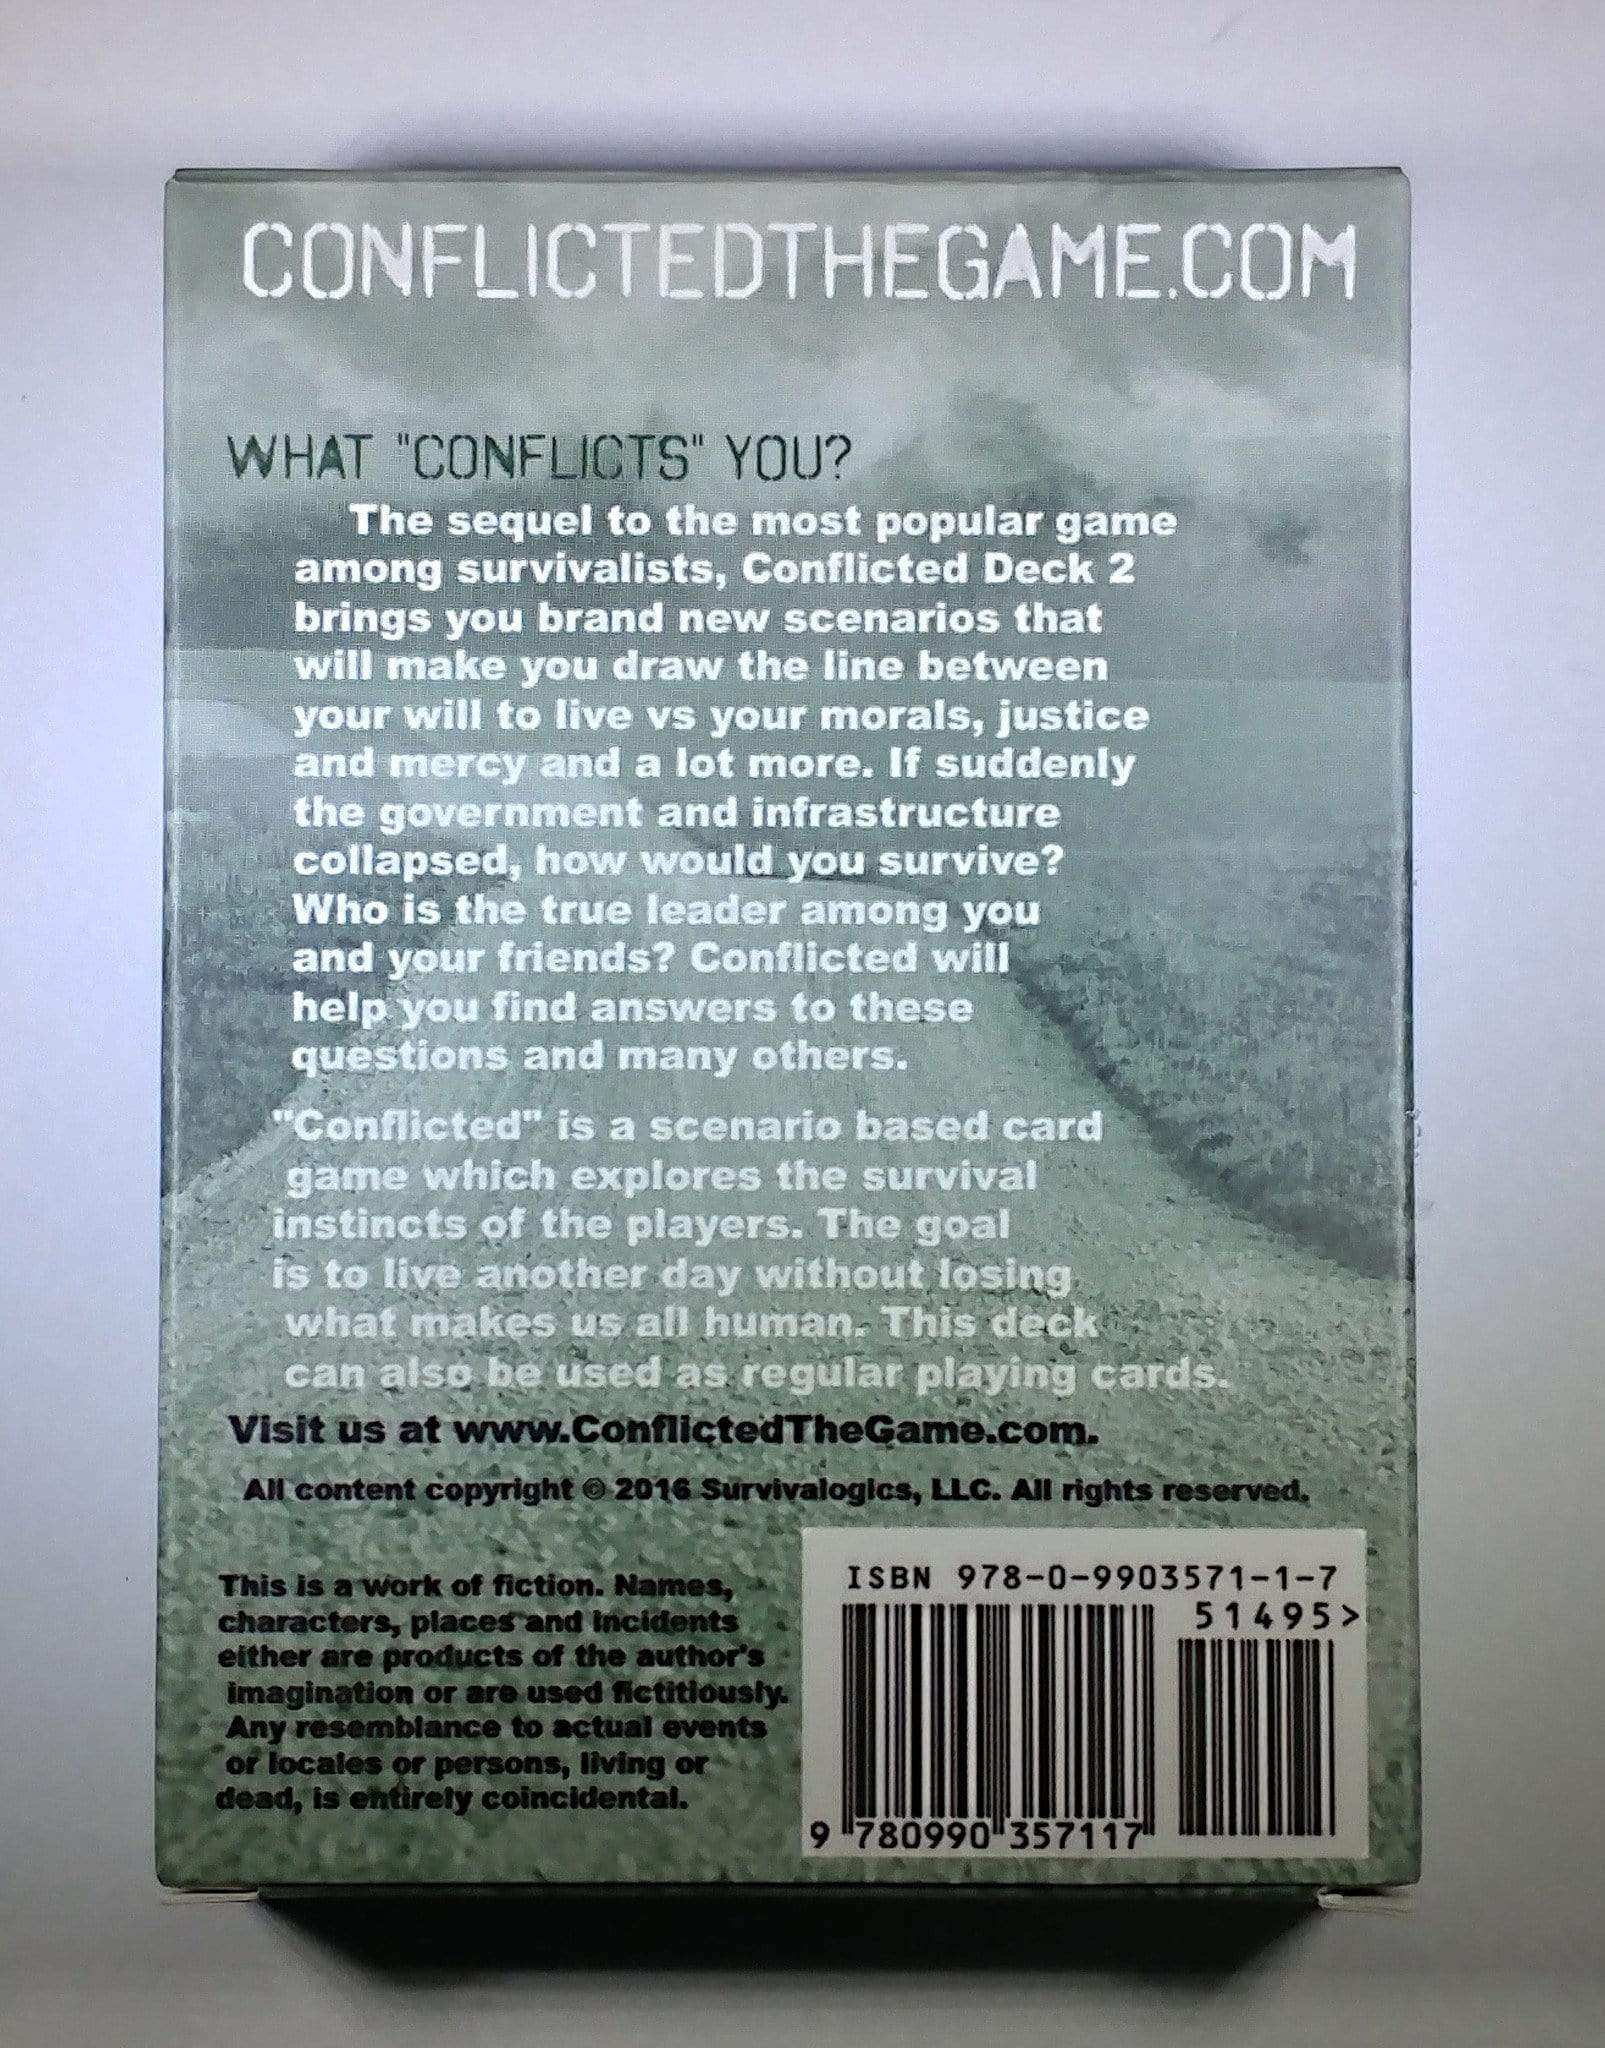 CONFLICTEDTHEGAME.COM
WHAT "CONFLICTS" YOU?
The sequel to the most popular game
among survivalists, Conflicted Deck 2
brings you brand new scenarios that
will make you draw the line between
your will to live vs your morals, justice
and mercy and a lot more. If suddenly
the government and infrastructure
collapsed, how would you survive?
Who is the true leader among you
and your friends? Conflicted will
help you find answers to these
questions and many others.
"Conflicted" is a scenario based card
game which explores the survival
instincts of the players. The goal
is to live another day without losing
what makes us all human. This deck
can also be used as regular playing cards.
Visit us at www.ConflictedTheGame.com.
All content copyright © 2016 Survivalogics, LLC. All rights reserved.
This is a work of fiction. Names,
characters, places and incidents
either are products of the author's
imagination or are used fictitiously.
Any resemblance to actual events
or locales or persons, living or
dead, is entirely coincidental.
ISBN 978-0-9903571-1-7
51495>
9 780990 357117